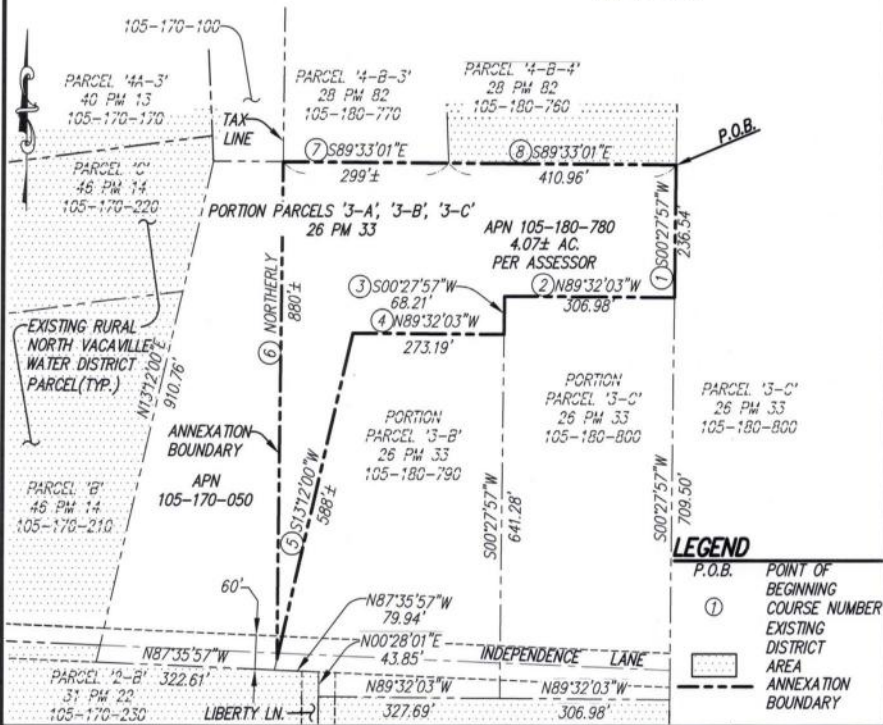 105-170-100
PARCEL '4A-3'
40 PM 13
105-170-170
TAX
LINE
PARCEL '4-B-3'
28 PM 82
105-180-770
PARCEL '4-B-4'
28 PM 82
105-180-760
P.O.B.
⑦ S89°33'01"E
299'±
⑧ S89°33'01"E
410.96'
PARCEL 'C'
46 PM 14
105-170-220
PORTION PARCELS '3-A', '3-B', '3-C'
26 PM 33
APN 105-180-780
4.07± AC.
PER ASSESSOR
① S00°27'57"W
236.54'
③ S00°27'57"W
68.21'
② N89°32'03"W
306.98'
④ N89°32'03"W
273.19'
⑥ NORTHERLY
880'±
EXISTING RURAL
NORTH VACAVILLE
WATER DISTRICT
PARCEL(TYP.)
N13°12'00"E
910.76'
ANNEXATION
BOUNDARY
APN
105-170-050
PORTION
PARCEL '3-B'
26 PM 33
105-180-790
PORTION
PARCEL '3-C'
26 PM 33
105-180-800
PARCEL '3-C'
26 PM 33
105-180-800
⑤ S13°12'00"W
588'±
S00°27'57"W
641.28'
S00°27'57"W
709.50'
PARCEL 'B'
46 PM 14
105-170-210
60'
N87°35'57"W
79.94'
N00°28'01"E
43.85'
INDEPENDENCE LANE
N87°35'57"W
322.61'
PARCEL '2-B'
31 PM 22
105-170-230
LIBERTY LN.
N89°32'03"W
327.69'
N89°32'03"W
306.98'
LEGEND
P.O.B. POINT OF
BEGINNING
① COURSE NUMBER
EXISTING
DISTRICT
AREA
ANNEXATION
BOUNDARY